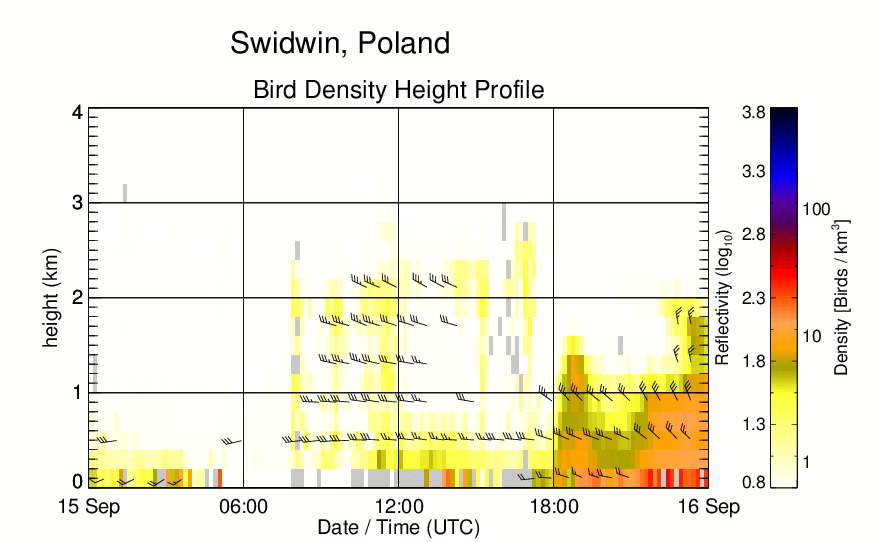 Swidwin, Poland
Bird Density Height Profile
height (km)
4
3
2
1
0
15 Sep
06:00
12:00
18:00
16 Sep
Date / Time (UTC)
Reflectivity (log10)
3.8
3.3
2.8
2.3
1.8
1.3
0.8
100
10
1
Density [Birds / km³]